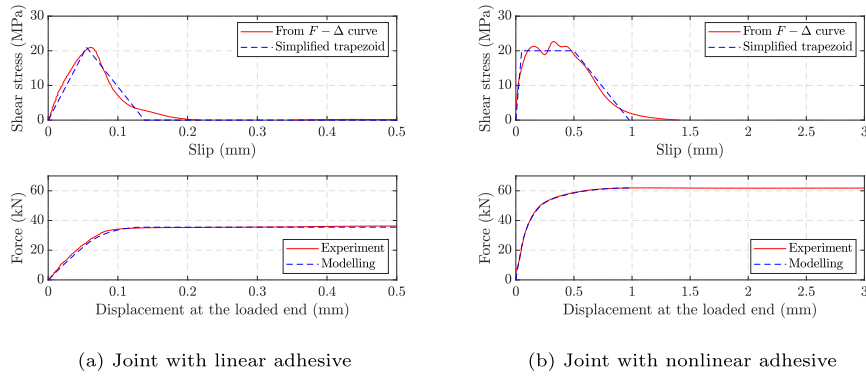 Shear stress (MPa)
30
20
10
0
From F − Δ curve
Simplified trapezoid
0 0.1 0.2 0.3 0.4 0.5
Slip (mm)
Force (kN)
60
40
20
0
Experiment
Modelling
0 0.1 0.2 0.3 0.4 0.5
Displacement at the loaded end (mm)
(a) Joint with linear adhesive
Shear stress (MPa)
30
20
10
0
From F − Δ curve
Simplified trapezoid
0 0.5 1 1.5 2 2.5 3
Slip (mm)
Force (kN)
60
40
20
0
Experiment
Modelling
0 0.5 1 1.5 2 2.5 3
Displacement at the loaded end (mm)
(b) Joint with nonlinear adhesive